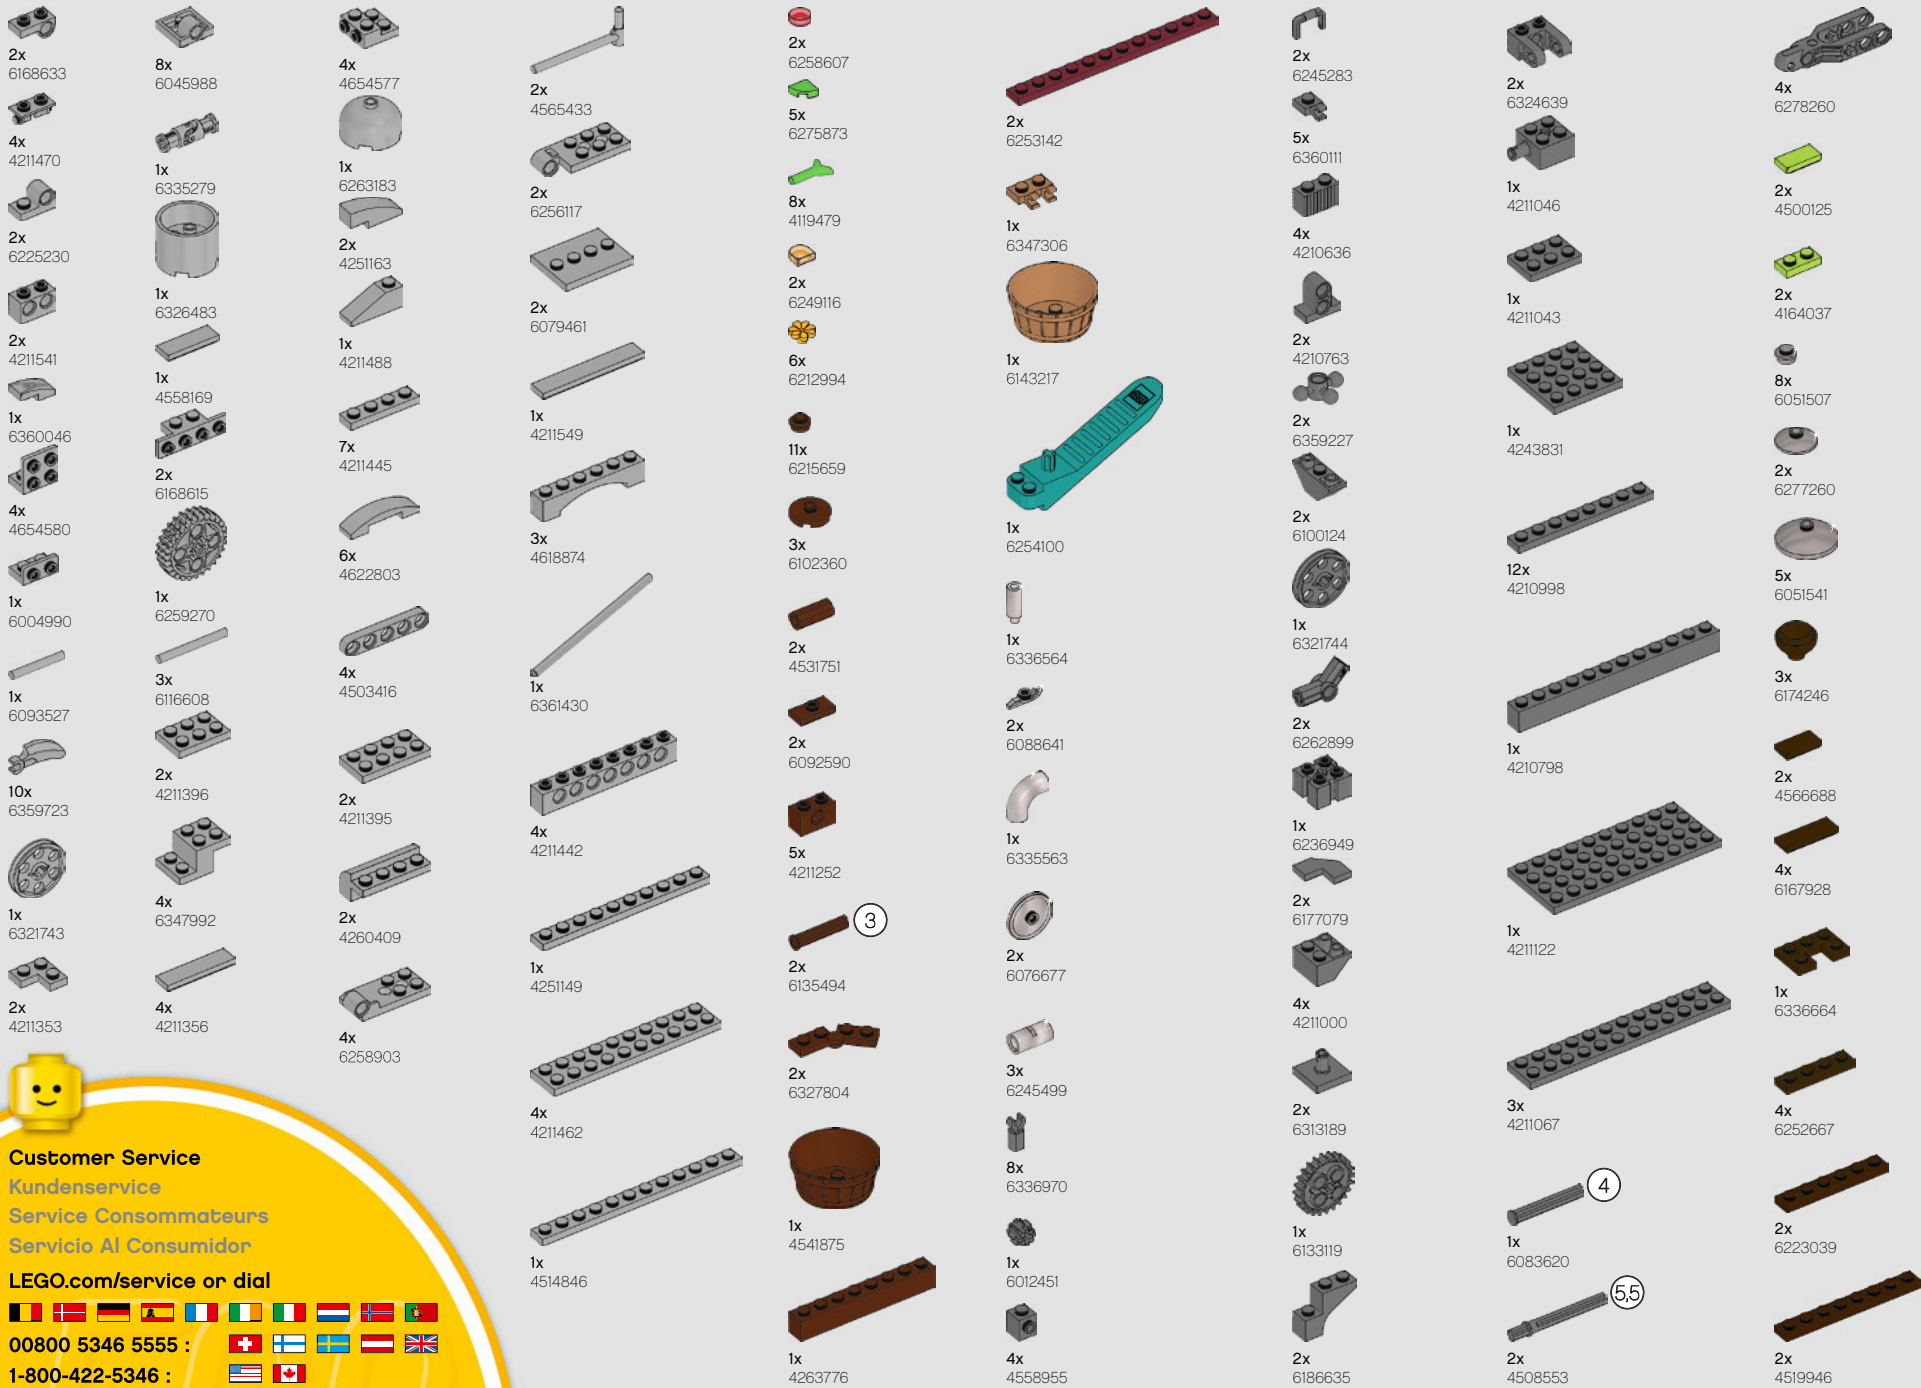 2x
6168633
4x
4211470
2x
6225230
2x
4211541
1x
6360046
4x
4654580
1x
6004990
1x
6093527
10x
6359723
1x
6321743
2x
4211353
8x
6045988
1x
6335279
1x
6326483
1x
4558169
2x
6168615
1x
6259270
3x
6116608
2x
4211396
4x
6347992
4x
4211356
4x
4654577
1x
6263183
2x
4251163
1x
4211488
7x
4211445
6x
4622803
4x
4503416
2x
4211395
2x
4260409
4x
6258903
2x
4565433
2x
6256117
2x
6079461
1x
4211549
3x
4618874
1x
6361430
4x
4211442
1x
4251149
4x
4211462
1x
4514846
2x
6258607
5x
6275873
8x
4119479
2x
6249116
6x
6212994
11x
6215659
3x
6102360
2x
4531751
2x
6092590
5x
4211252
3
2x
6135494
2x
6327804
1x
4541875
1x
4263776
2x
6253142
1x
6347306
1x
6143217
1x
6254100
1x
6336564
2x
6088641
1x
6335563
2x
6076677
3x
6245499
8x
6336970
1x
6012451
4x
4558955
2x
6245283
5x
6360111
4x
4210636
2x
4210763
2x
6359227
2x
6100124
1x
6321744
2x
6262899
1x
6236949
2x
6177079
4x
4211000
2x
6313189
1x
6133119
2x
6186635
2x
6324639
1x
4211046
1x
4211043
1x
4243831
12x
4210998
1x
4210798
1x
4211122
3x
4211067
4
1x
6083620
5,5
2x
4508553
4x
6278260
2x
4500125
2x
4164037
8x
6051507
2x
6277260
5x
6051541
3x
6174246
2x
4566688
4x
6167928
1x
6336664
4x
6252667
2x
6223039
2x
4519946
Customer Service
Kundenservice
Service Consommateurs
Servicio Al Consumidor
LEGO.com/service or dial
00800 5346 5555 :
1-800-422-5346 :